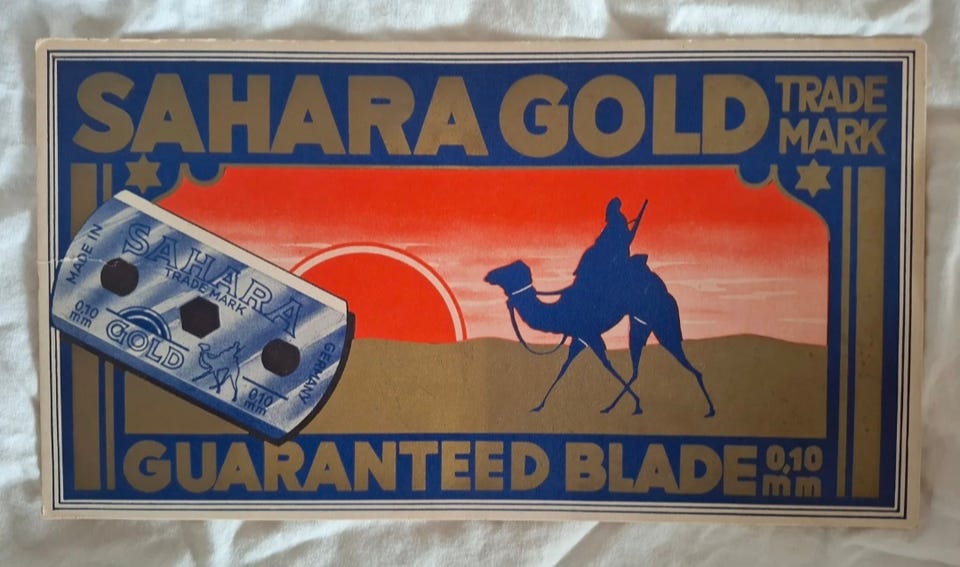 SAHARA GOLD
TRADE
MARK
MADE IN
SAHARA
TRADE MARK
0,10
mm
GOLD
0,10
mm
GERMANY
GUARANTEED BLADE
0,10
mm